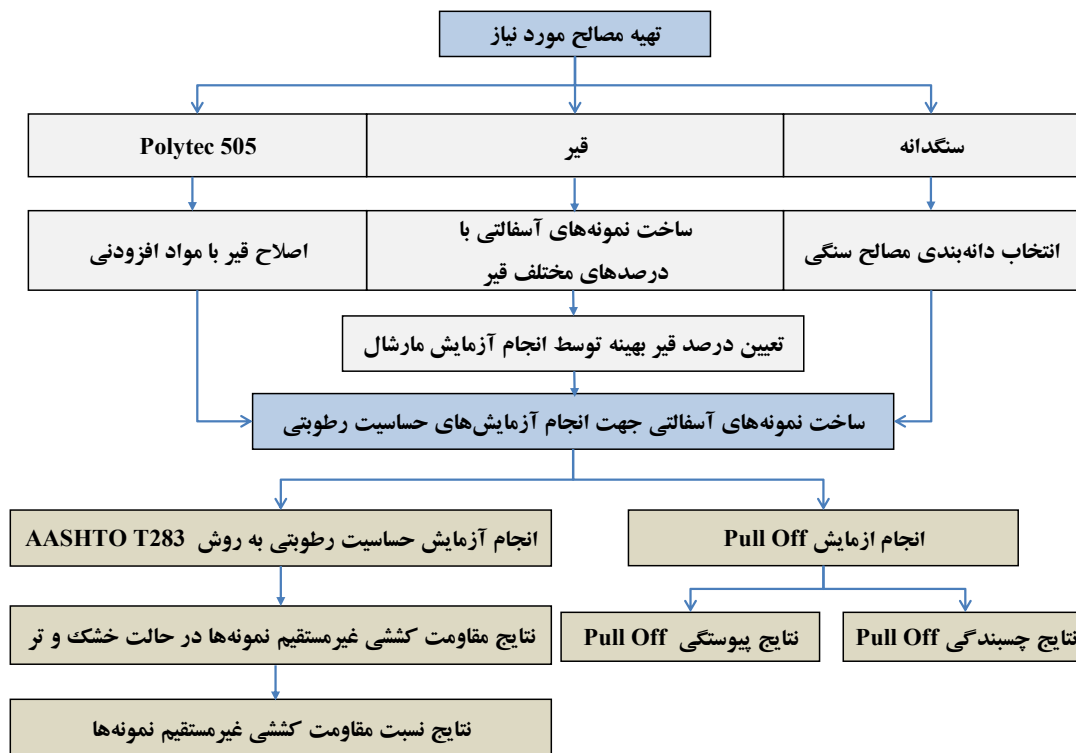 تهیه مصالح مورد نیاز
سنگدانه
قیر
Polytec 505
انتخاب دانه‌بندی مصالح سنگی
ساخت نمونه‌های آسفالتی با
درصدهای مختلف قیر
اصلاح قیر با مواد افزودنی
تعیین درصد قیر بهینه توسط انجام آزمایش مارشال
ساخت نمونه‌های آسفالتی جهت انجام آزمایش‌های حساسیت رطوبتی
انجام ازمایش Pull Off
انجام آزمایش حساسیت رطوبتی به روش AASHTO T283
نتایج چسبندگی Pull Off
نتایج پیوستگی Pull Off
نتایج مقاومت کششی غیرمستقیم نمونه‌ها در حالت خشک و تر
نتایج نسبت مقاومت کششی غیرمستقیم نمونه‌ها